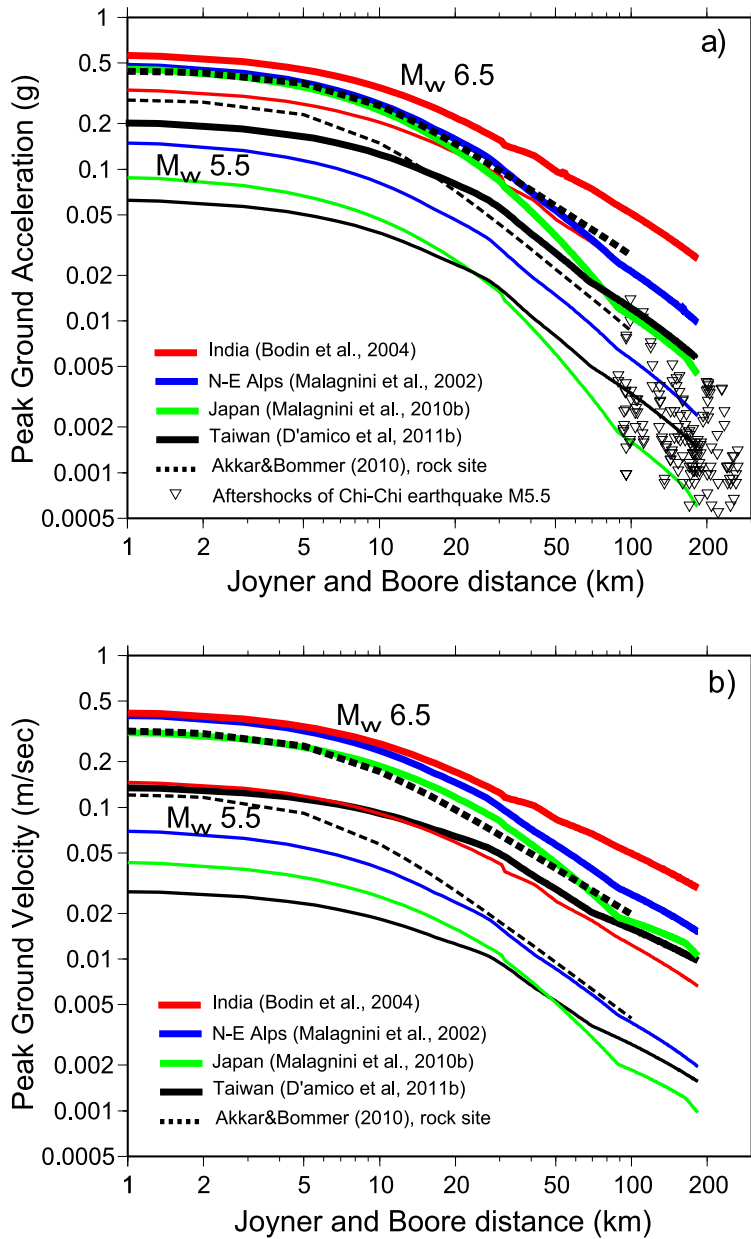 a)
1
0.5
0.2
0.1
0.05
0.02
0.01
0.005
0.002
0.001
0.0005
Peak Ground Acceleration (g)
Mw 6.5
Mw 5.5
India (Bodin et al., 2004)
N-E Alps (Malagnini et al., 2002)
Japan (Malagnini et al., 2010b)
Taiwan (D'amico et al, 2011b)
Akkar&Bommer (2010), rock site
Aftershocks of Chi-Chi earthquake M5.5
1 2 5 10 20 50 100 200
Joyner and Boore distance (km)
b)
1
0.5
0.2
0.1
0.05
0.02
0.01
0.005
0.002
0.001
0.0005
Peak Ground Velocity (m/sec)
Mw 6.5
Mw 5.5
India (Bodin et al., 2004)
N-E Alps (Malagnini et al., 2002)
Japan (Malagnini et al., 2010b)
Taiwan (D'amico et al, 2011b)
Akkar&Bommer (2010), rock site
1 2 5 10 20 50 100 200
Joyner and Boore distance (km)